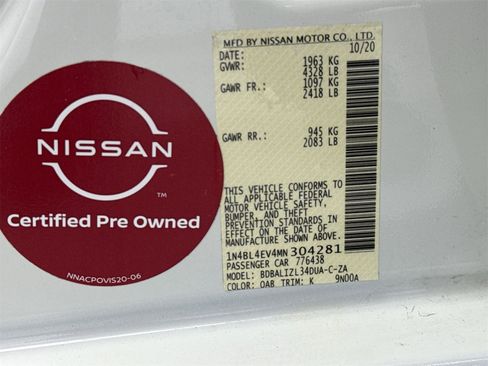 NISSAN
TM
Certified Pre Owned
NNACPOVIS20-06
MFD BY NISSAN MOTOR CO., LTD.
DATE: 10/20
GVWR: 1963 KG
4328 LB
GAWR FR.: 1097 KG
2418 LB
GAWR RR.: 945 KG
2083 LB
THIS VEHICLE CONFORMS TO
ALL APPLICABLE FEDERAL
MOTOR VEHICLE SAFETY,
BUMPER, AND THEFT
PREVENTION STANDARDS IN
EFFECT ON THE DATE OF
MANUFACTURE SHOWN ABOVE.
1N4BL4EV4MN304281
PASSENGER CAR 776438
MODEL: BDBALIZL34DUA-C-ZA
COLOR: QAB TRIM: K 9N00A